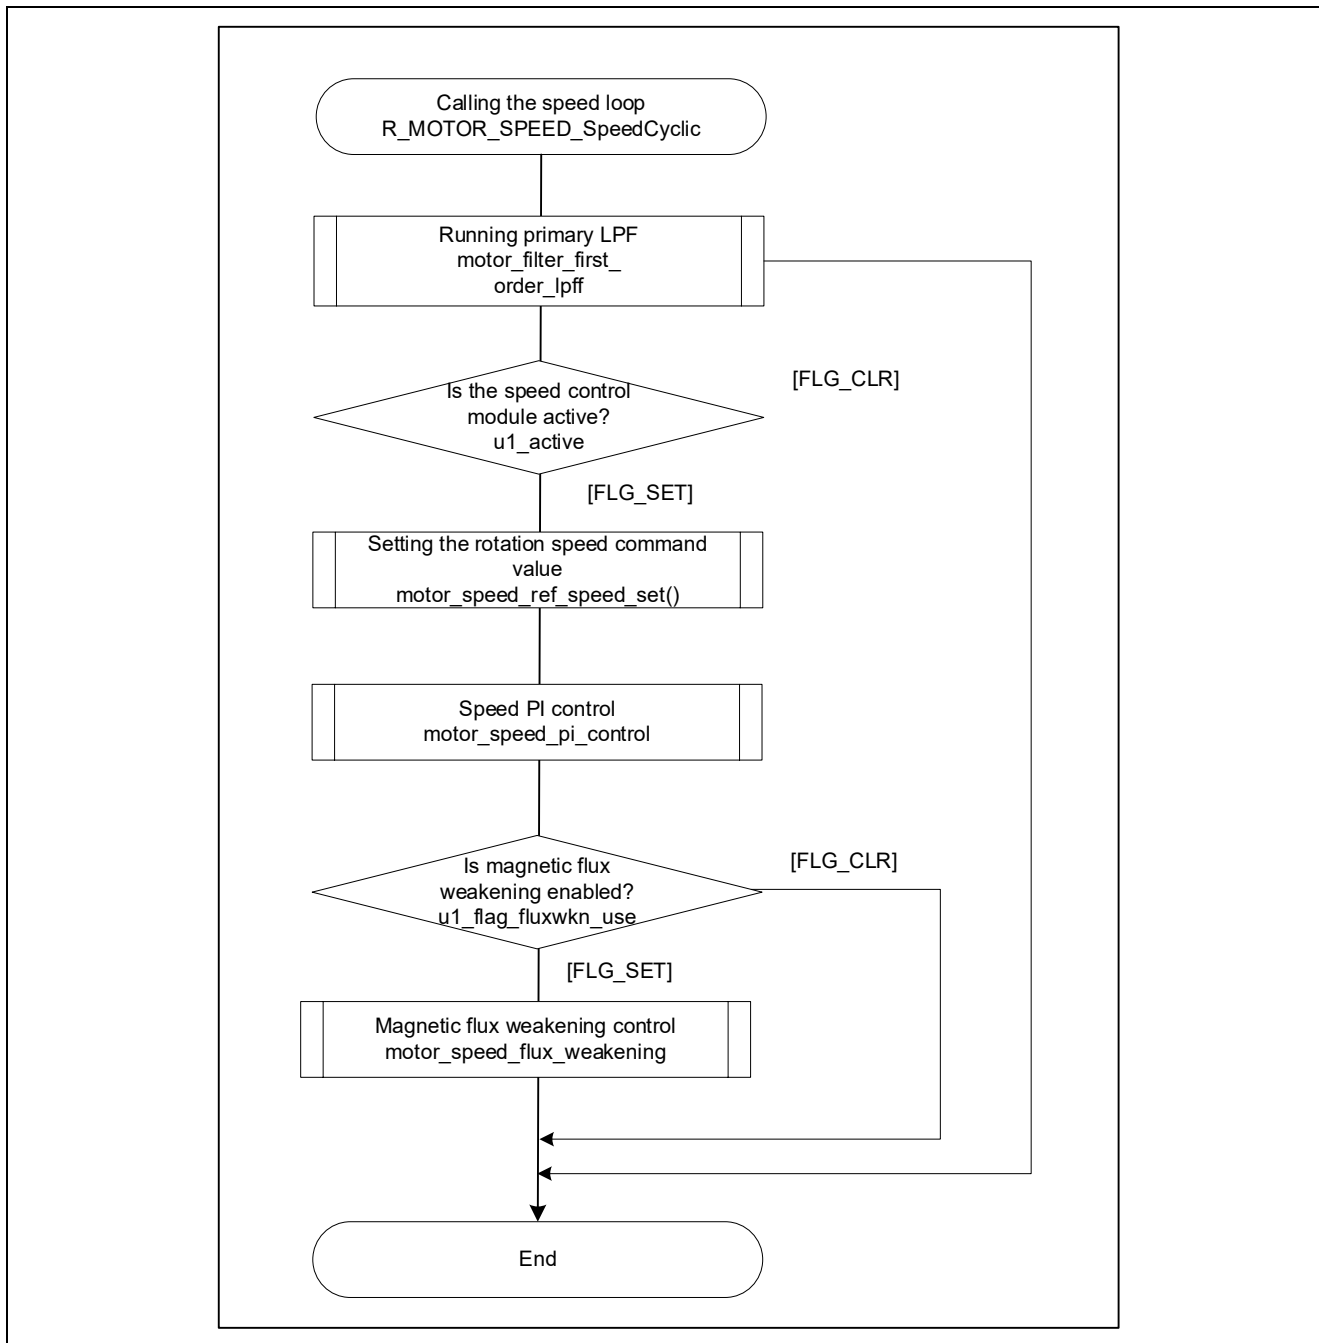 Calling the speed loop
R_MOTOR_SPEED_SpeedCyclic
Running primary LPF
motor_filter_first_
order_lpff
Is the speed control
module active?
u1_active
[FLG_CLR]
[FLG_SET]
Setting the rotation speed command
value
motor_speed_ref_speed_set()
Speed PI control
motor_speed_pi_control
Is magnetic flux
weakening enabled?
u1_flag_fluxwkn_use
[FLG_CLR]
[FLG_SET]
Magnetic flux weakening control
motor_speed_flux_weakening
End